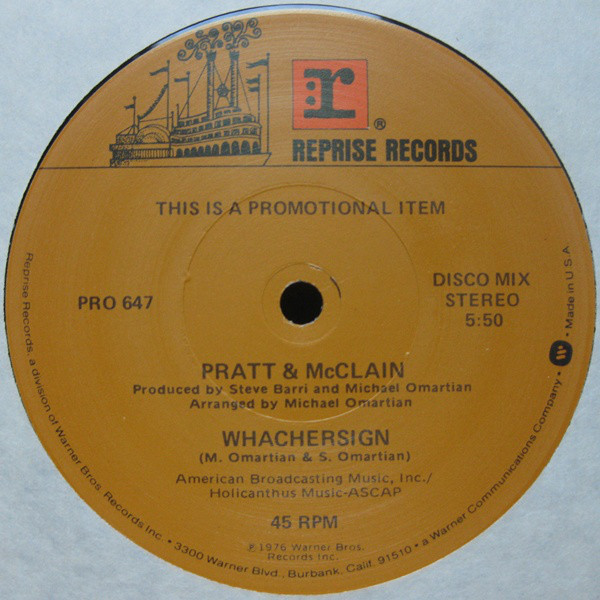 :r
®
REPRISE RECORDS
THIS IS A PROMOTIONAL ITEM
PRO 647
DISCO MIX
STEREO
5:50
PRATT & McCLAIN
Produced by Steve Barri and Michael Omartian
Arranged by Michael Omartian
WHACHERSIGN
(M. Omartian & S. Omartian)
American Broadcasting Music, Inc./
Holicanthus Music-ASCAP
45 RPM
℗1976 Warner Bros.
Records Inc.
Reprise Records, a division of Warner Bros. Records Inc. • 3300 Warner Blvd., Burbank, Calif. 91510 • a Warner Communications Company • W • Made in U.S.A.